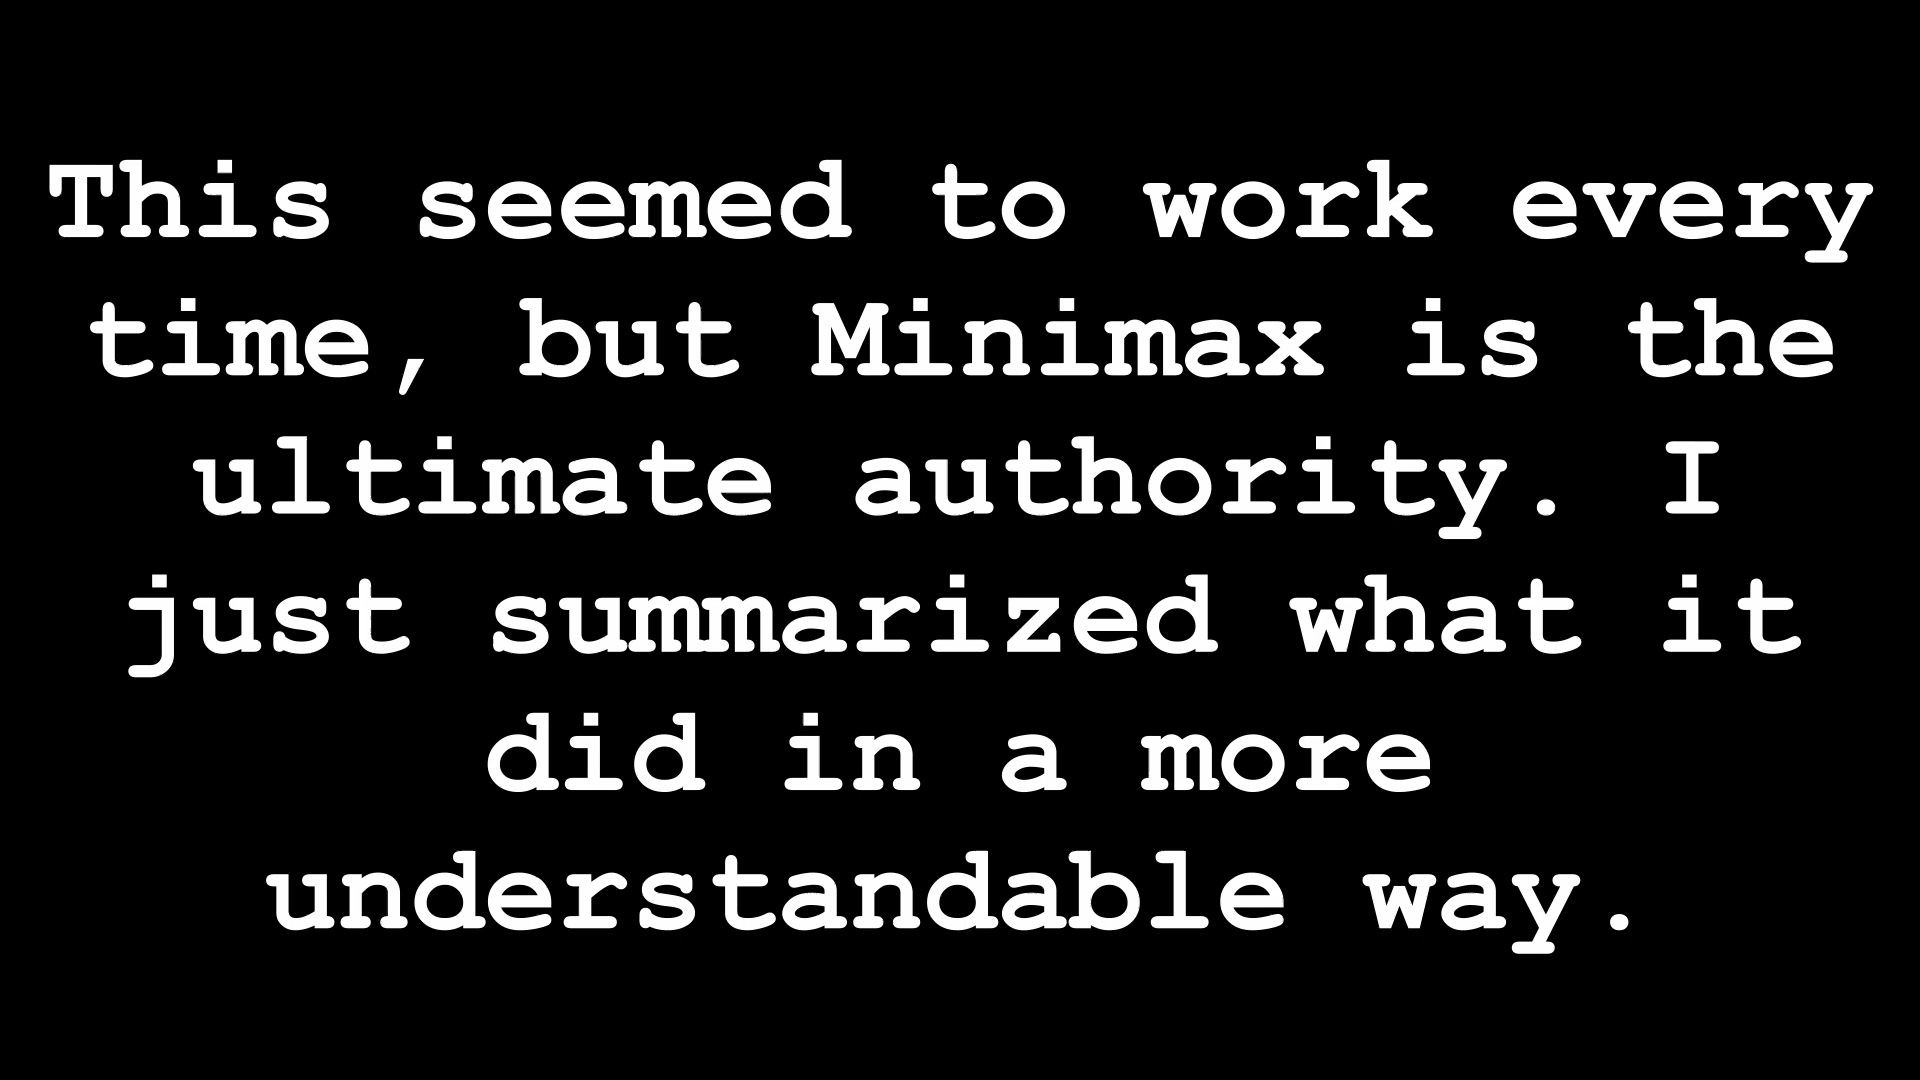 This seemed to work every
time, but Minimax is the
ultimate authority. I
just summarized what it
did in a more
understandable way.